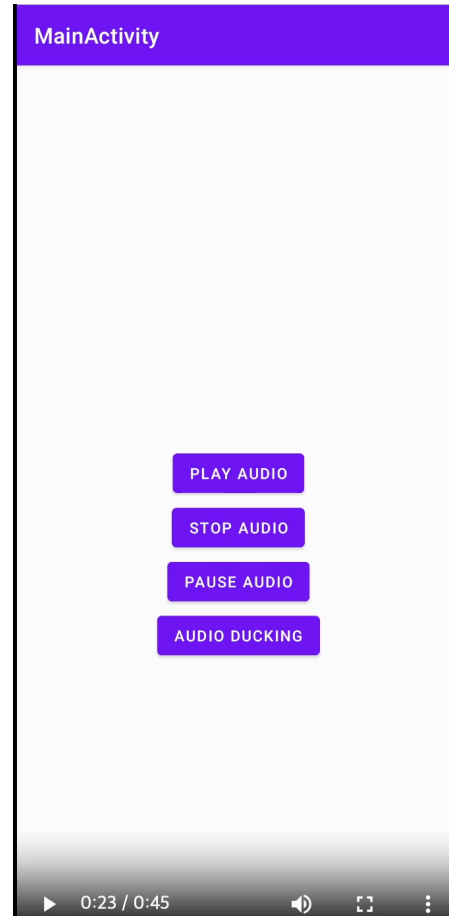 MainActivity
PLAY AUDIO
STOP AUDIO
PAUSE AUDIO
AUDIO DUCKING
0:23 / 0:45